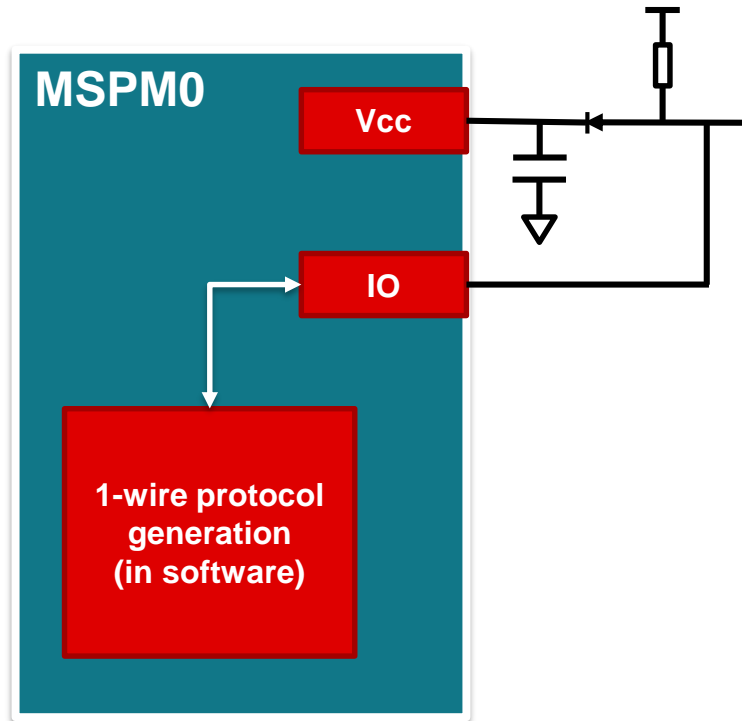 MSPM0
Vcc
IO
1-wire protocol
generation
(in software)